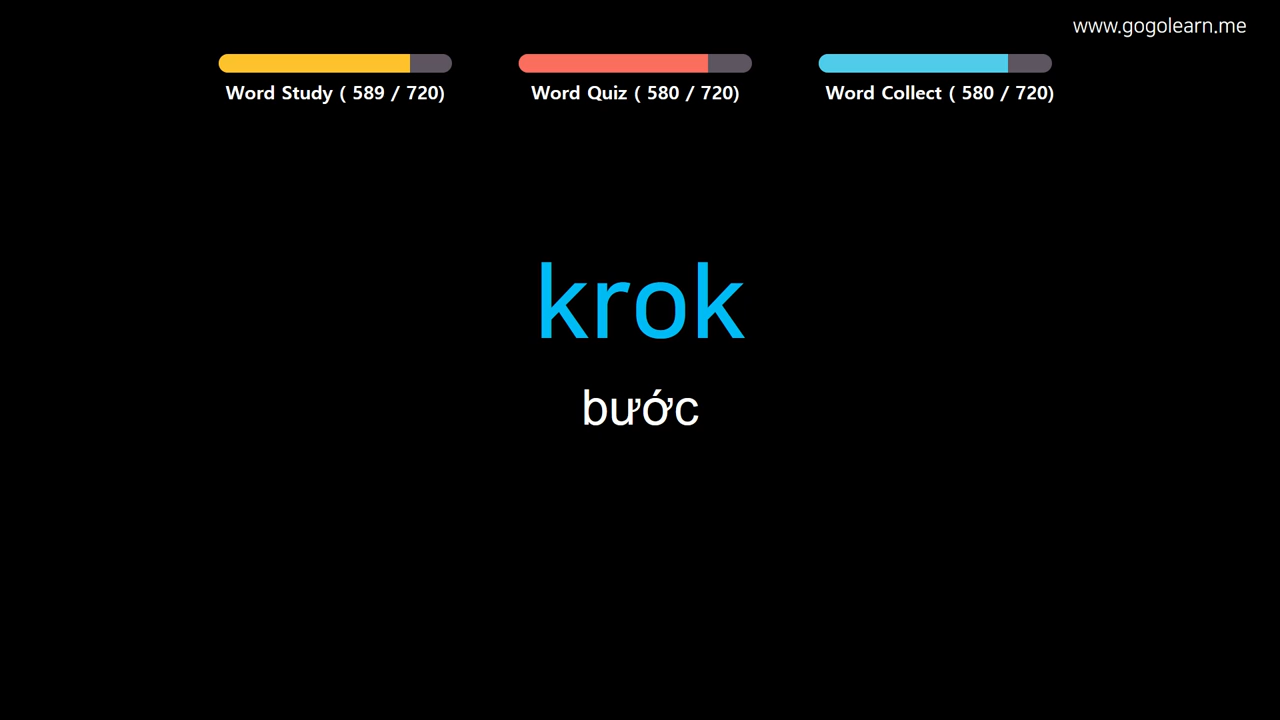 www.gogolearn.me
Word Study ( 589 / 720)
Word Quiz ( 580 / 720)
Word Collect ( 580 / 720)
krok
bước